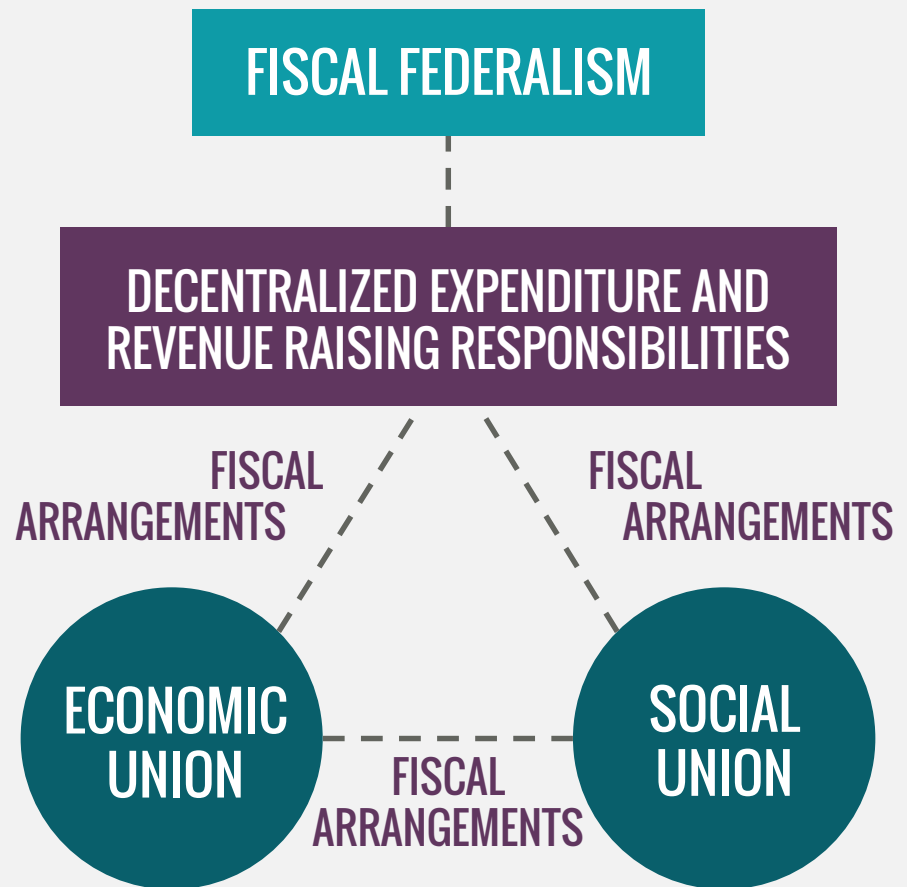 FISCAL FEDERALISM
DECENTRALIZED EXPENDITURE AND
REVENUE RAISING RESPONSIBILITIES
FISCAL
ARRANGEMENTS
FISCAL
ARRANGEMENTS
ECONOMIC
UNION
SOCIAL
UNION
FISCAL
ARRANGEMENTS